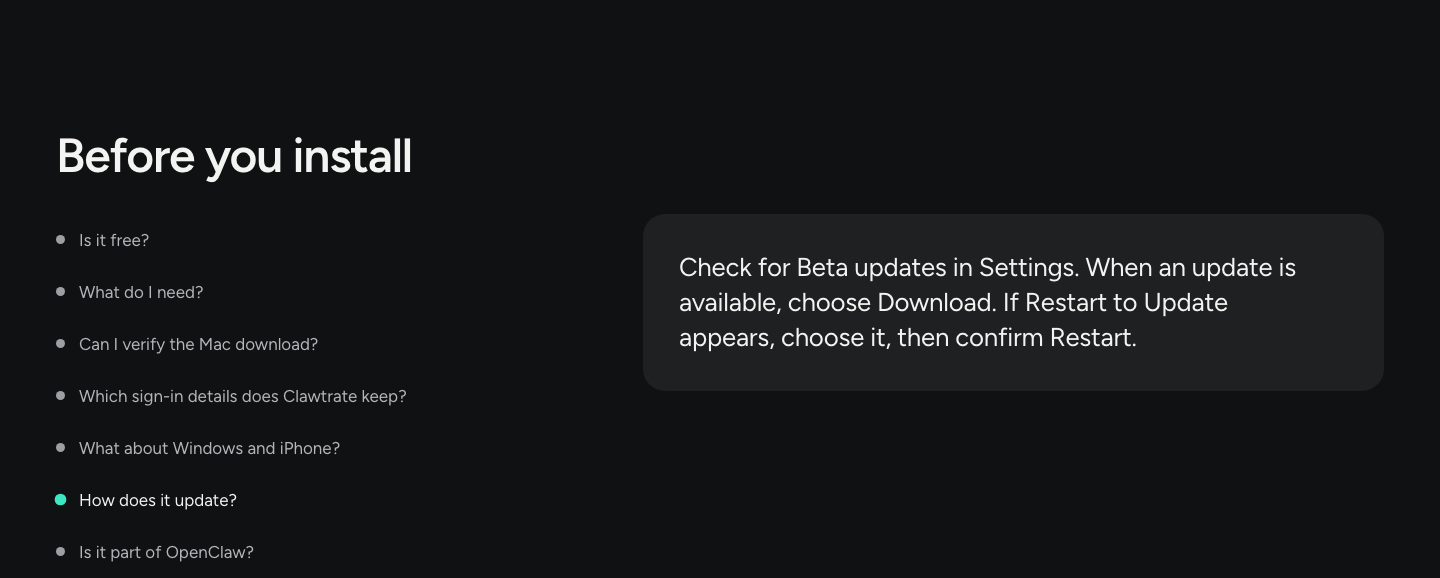 Before you install
Is it free?
What do I need?
Can I verify the Mac download?
Which sign-in details does Clawtrate keep?
What about Windows and iPhone?
How does it update?
Is it part of OpenClaw?
Check for Beta updates in Settings. When an update is
available, choose Download. If Restart to Update
appears, choose it, then confirm Restart.